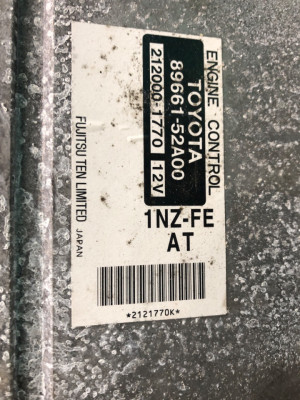 ENGINE CONTROL
TOYOTA
89661-52A00
212000-1770 12V
1NZ-FE
AT
FUJITSU TEN LIMITED JAPAN
*2121770K*